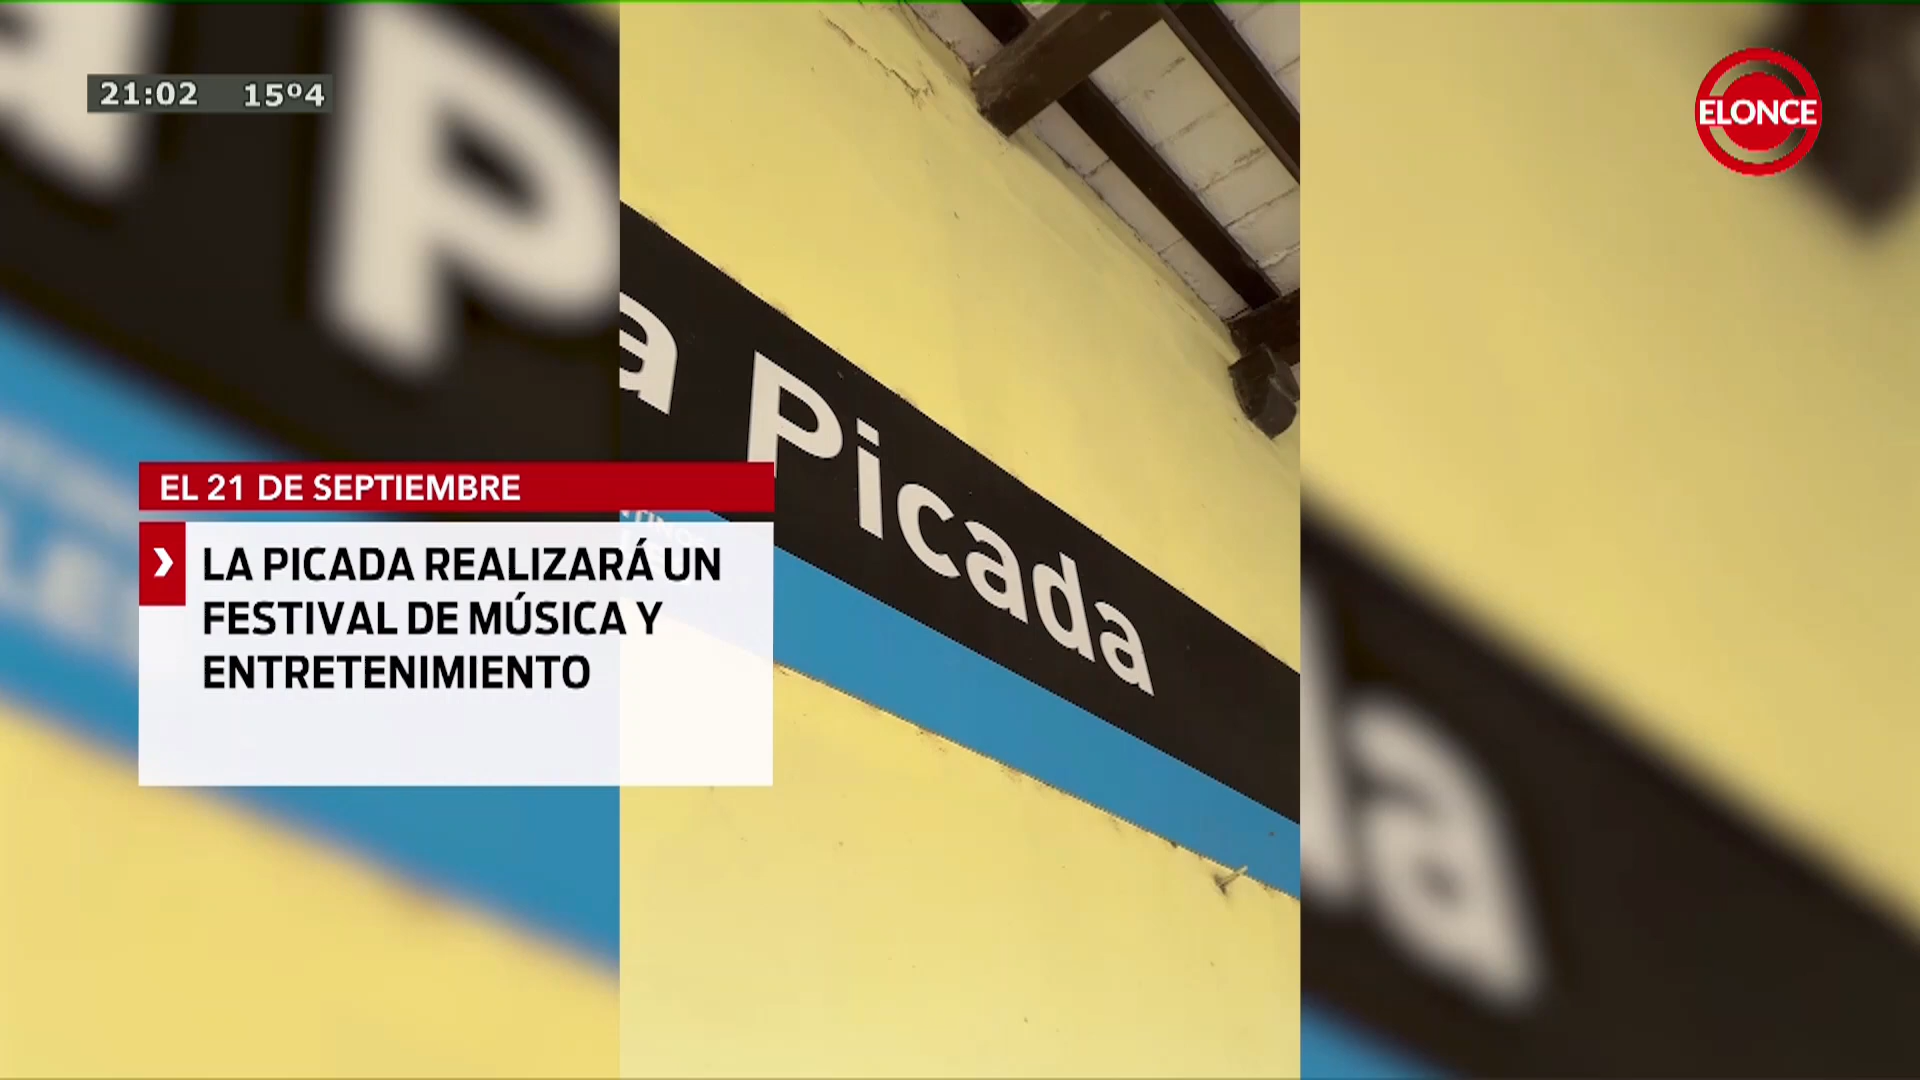 21:02 15º4
ELONCE
a Picada
EL 21 DE SEPTIEMBRE
› LA PICADA REALIZARÁ UN
FESTIVAL DE MÚSICA Y
ENTRETENIMIENTO